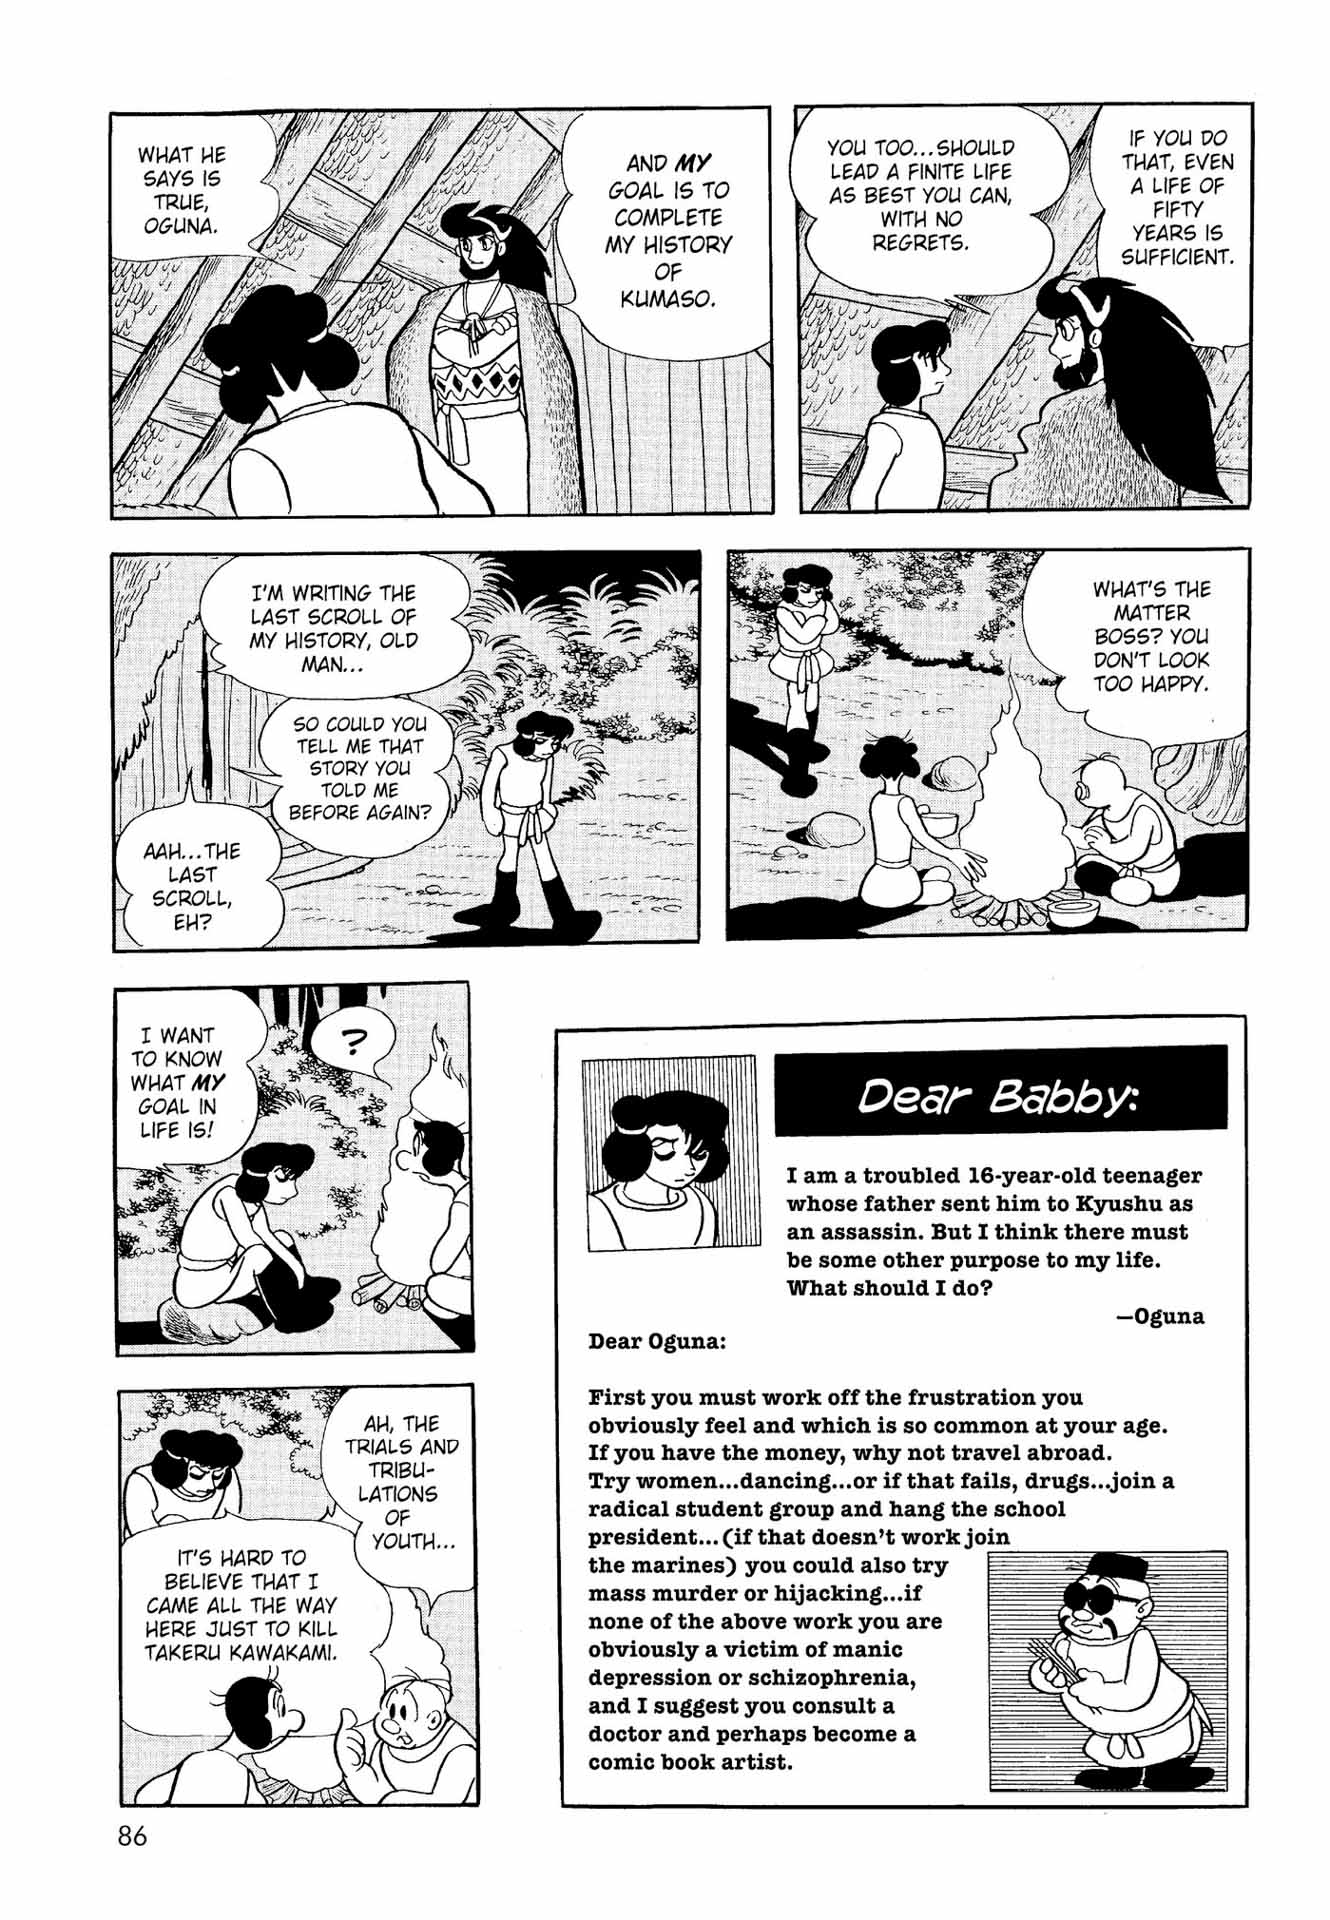 WHAT HE
SAYS IS
TRUE,
OGUNA.
AND MY
GOAL IS TO
COMPLETE
MY HISTORY
OF
KUMASO.
YOU TOO...SHOULD
LEAD A FINITE LIFE
AS BEST YOU CAN,
WITH NO
REGRETS.
IF YOU DO
THAT, EVEN
A LIFE OF
FIFTY
YEARS IS
SUFFICIENT.
I'M WRITING THE
LAST SCROLL OF
MY HISTORY, OLD
MAN...
SO COULD YOU
TELL ME THAT
STORY YOU
TOLD ME
BEFORE AGAIN?
AAH...THE
LAST
SCROLL,
EH?
WHAT'S THE
MATTER
BOSS? YOU
DON'T LOOK
TOO HAPPY.
I WANT
TO KNOW
WHAT MY
GOAL IN
LIFE IS!
?
AH, THE
TRIALS AND
TRIBU-
LATIONS
OF
YOUTH...
IT'S HARD TO
BELIEVE THAT I
CAME ALL THE WAY
HERE JUST TO KILL
TAKERU KAWAKAMI.
Dear Babby:
I am a troubled 16-year-old teenager
whose father sent him to Kyushu as
an assassin. But I think there must
be some other purpose to my life.
What should I do?
—Oguna
Dear Oguna:
First you must work off the frustration you
obviously feel and which is so common at your age.
If you have the money, why not travel abroad.
Try women...dancing...or if that fails, drugs...join a
radical student group and hang the school
president...(if that doesn't work join
the marines) you could also try
mass murder or hijacking...if
none of the above work you are
obviously a victim of manic
depression or schizophrenia,
and I suggest you consult a
doctor and perhaps become a
comic book artist.
86